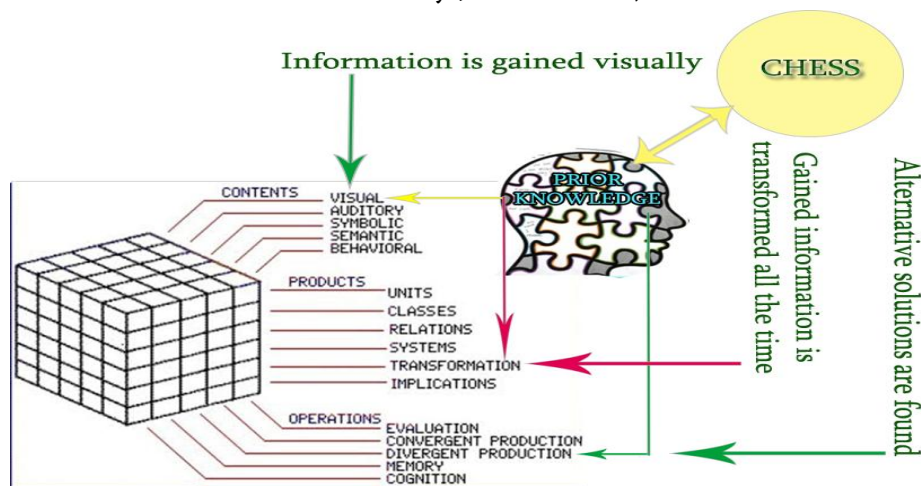 Information is gained visually
CHESS
PRIOR
KNOWLEDGE
Gained information is
transformed all the time
Alternative solutions are found
CONTENTS
VISUAL
AUDITORY
SYMBOLIC
SEMANTIC
BEHAVIORAL
PRODUCTS
UNITS
CLASSES
RELATIONS
SYSTEMS
TRANSFORMATION
IMPLICATIONS
OPERATIONS
EVALUATION
CONVERGENT PRODUCTION
DIVERGENT PRODUCTION
MEMORY
COGNITION